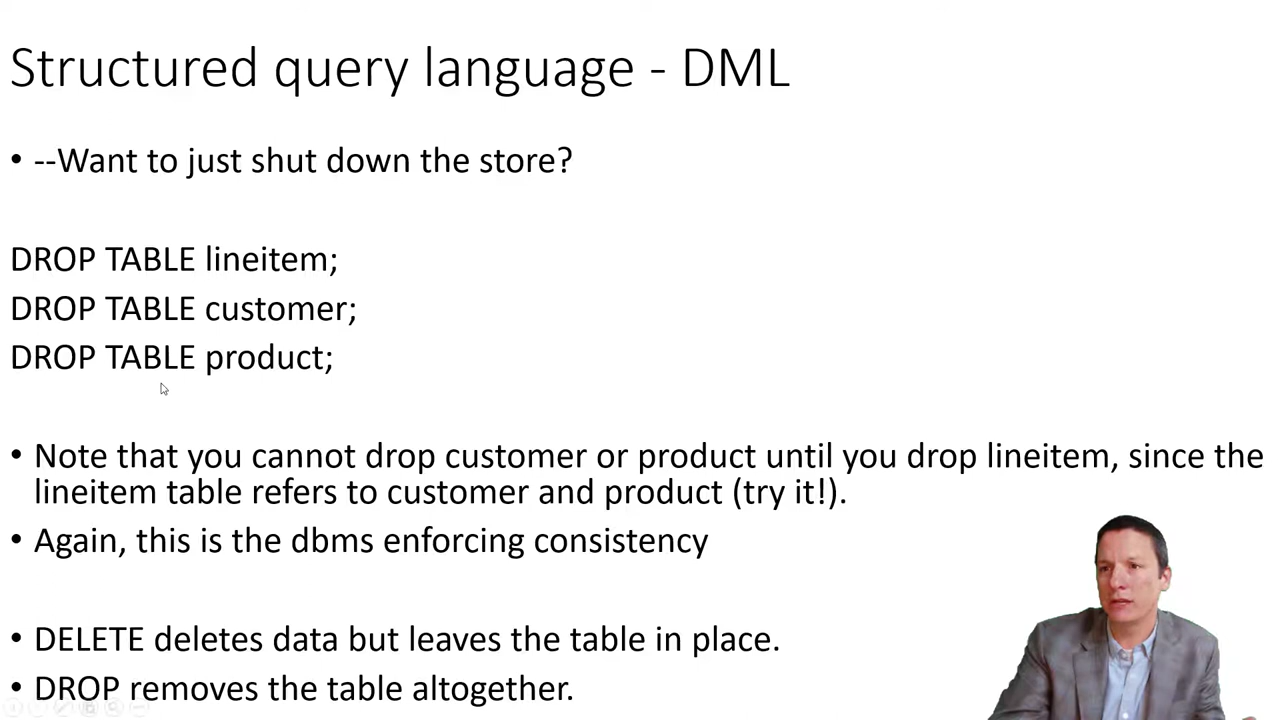 Structured query language - DML
• --Want to just shut down the store?
DROP TABLE lineitem;
DROP TABLE customer;
DROP TABLE product;
• Note that you cannot drop customer or product until you drop lineitem, since the
lineitem table refers to customer and product (try it!).
• Again, this is the dbms enforcing consistency
• DELETE deletes data but leaves the table in place.
• DROP removes the table altogether.